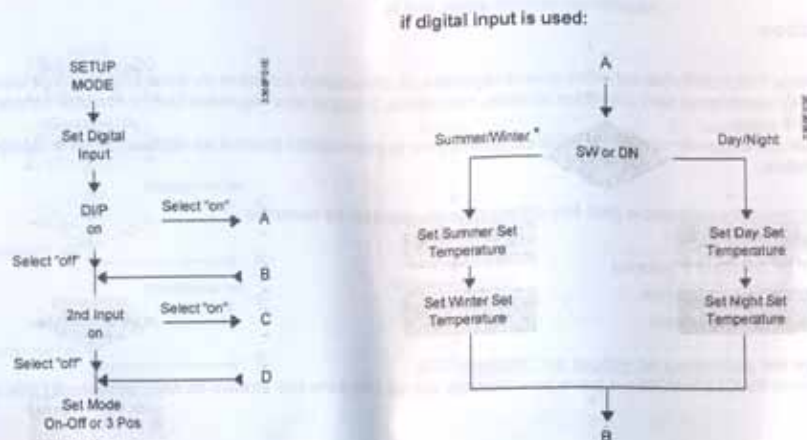 SETUP
MODE
Set Digital
Input
DI/P
on
Select "on"
A
Select "off"
B
2nd Input
on
Select "on"
C
Select "off"
D
Set Mode
On-Off or 3 Pos
if digital input is used:
A
Summer/Winter *
SW or DN
Day/Night
Set Summer Set
Temperature
Set Day Set
Temperature
Set Winter Set
Temperature
Set Night Set
Temperature
B